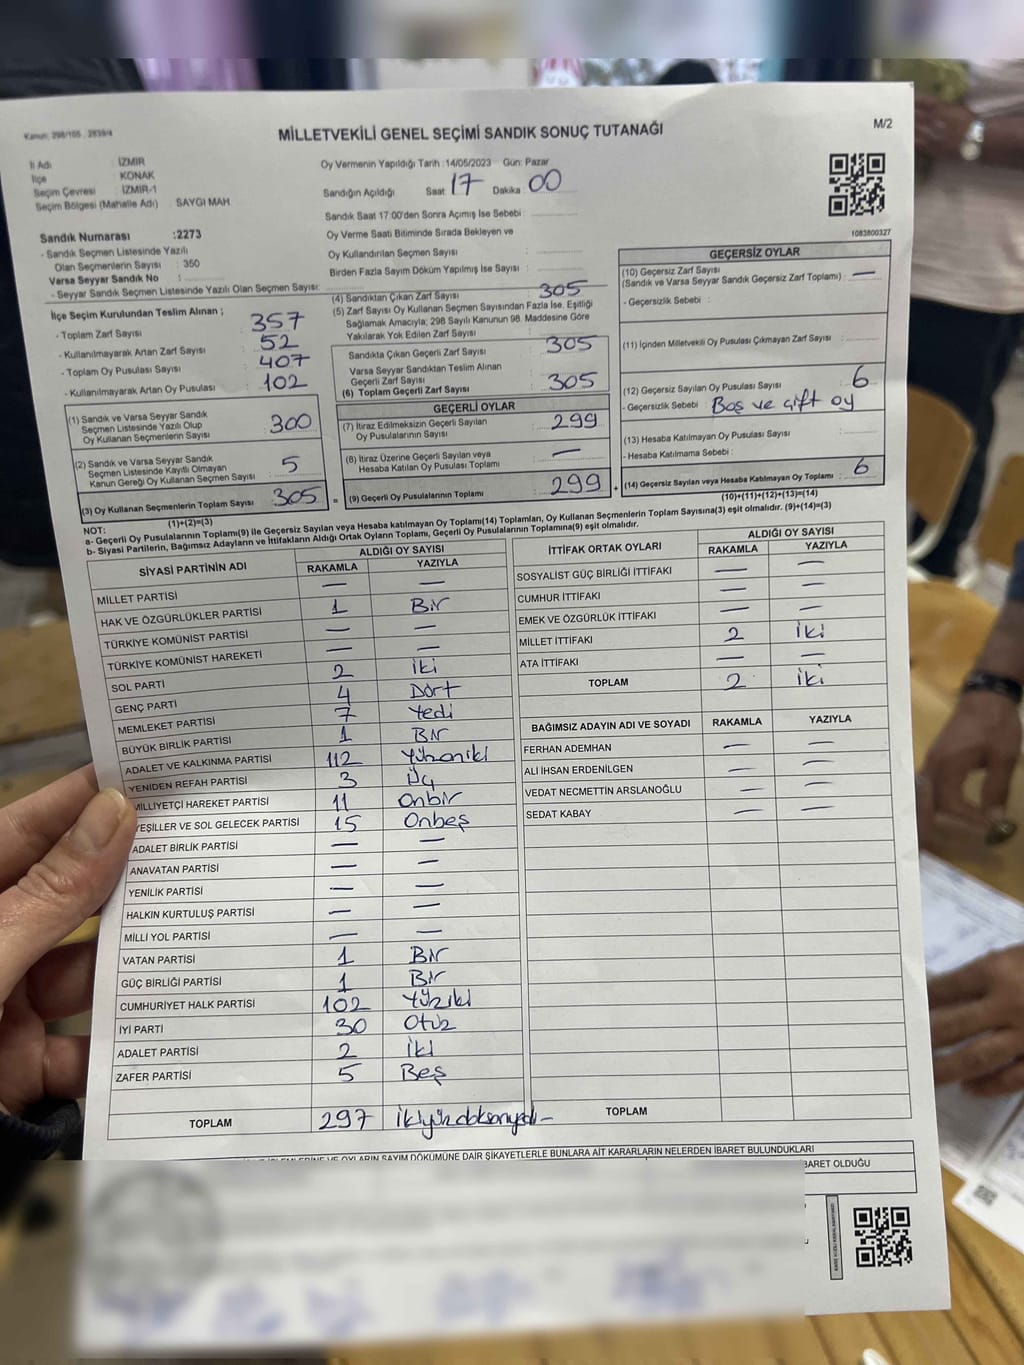 Kanun: 298/105, 2839/4
MİLLETVEKİLİ GENEL SEÇİMİ SANDIK SONUÇ TUTANAĞI
M/2
İl Adı : İZMİR
İlçe : KONAK
Seçim Çevresi : İZMİR-1
Seçim Bölgesi (Mahalle Adı) : SAYGI MAH.
Oy Vermenin Yapıldığı Tarih : 14/05/2023 Gün: Pazar
Sandığın Açıldığı Saat 17 Dakika 00
Sandık Saat 17:00'den Sonra Açımış İse Sebebi :
Oy Verme Saati Bitiminde Sırada Bekleyen ve
Oy Kullandırılan Seçmen Sayısı :
Birden Fazla Sayım Döküm Yapılmış İse Sayısı :
1083800327
Sandık Numarası :2273
- Sandık Seçmen Listesinde Yazılı
Olan Seçmenlerin Sayısı : 350
Varsa Seyyar Sandık No :
- Seyyar Sandık Seçmen Listesinde Yazılı Olan Seçmen Sayısı:
İlçe Seçim Kurulundan Teslim Alınan ;
- Toplam Zarf Sayısı : 357
- Kullanılmayarak Artan Zarf Sayısı : 52
- Toplam Oy Pusulası Sayısı : 407
- Kullanılmayarak Artan Oy Pusulası : 102
(1) Sandık ve Varsa Seyyar Sandık
Seçmen Listesinde Yazılı Olup
Oy Kullanan Seçmenlerin Sayısı : 300
(2) Sandık ve Varsa Seyyar Sandık
Seçmen Listesinde Kayıtlı Olmayan
Kanun Gereği Oy Kullanan Seçmen Sayısı : 5
(3) Oy Kullanan Seçmenlerin Toplam Sayısı : 305
(1)+(2)=(3)
(4) Sandıktan Çıkan Zarf Sayısı : 305
(5) Zarf Sayısı Oy Kullanan Seçmen Sayısından Fazla İse, Eşitliği
Sağlamak Amacıyla; 298 Sayılı Kanunun 98. Maddesine Göre
Yakılarak Yok Edilen Zarf Sayısı :
Sandıkta Çıkan Geçerli Zarf Sayısı : 305
Varsa Seyyar Sandıktan Teslim Alınan
Geçerli Zarf Sayısı :
(6) Toplam Geçerli Zarf Sayısı : 305
GEÇERLİ OYLAR
(7) İtiraz Edilmeksizin Geçerli Sayılan
Oy Pusulalarının Sayısı : 299
(8) İtiraz Üzerine Geçerli Sayılan veya
Hesaba Katılan Oy Pusulası Toplamı : —
= (9) Geçerli Oy Pusulalarının Toplamı : 299 +
GEÇERSİZ OYLAR
(10) Geçersiz Zarf Sayısı
(Sandık ve Varsa Seyyar Sandık Geçersiz Zarf Toplamı) : —
- Geçersizlik Sebebi :
(11) İçinden Milletvekili Oy Pusulası Çıkmayan Zarf Sayısı :
(12) Geçersiz Sayılan Oy Pusulası Sayısı : 6
- Geçersizlik Sebebi : Boş ve çift oy
(13) Hesaba Katılmayan Oy Pusulası Sayısı :
- Hesaba Katılmama Sebebi :
(14) Geçersiz Sayılan veya Hesaba Katılmayan Oy Toplamı : 6
(10)+(11)+(12)+(13)=(14)
NOT:
a- Geçerli Oy Pusulalarının Toplamı(9) ile Geçersiz Sayılan veya Hesaba katılmayan Oy Toplamı(14) Toplamları, Oy Kullanan Seçmenlerin Toplam Sayısına(3) eşit olmalıdır. (9)+(14)=(3)
b- Siyasi Partilerin, Bağımsız Adayların ve İttifakların Aldığı Ortak Oyların Toplamı, Geçerli Oy Pusulalarının Toplamına(9) eşit olmalıdır.
SİYASİ PARTİNİN ADI ALDIĞI OY SAYISI
RAKAMLA YAZIYLA
MİLLET PARTİSİ — —
HAK VE ÖZGÜRLÜKLER PARTİSİ 1 Bir
TÜRKİYE KOMÜNİST PARTİSİ — —
TÜRKİYE KOMÜNİST HAREKETİ — —
SOL PARTİ 2 İki
GENÇ PARTİ 4 Dört
MEMLEKET PARTİSİ 7 Yedi
BÜYÜK BİRLİK PARTİSİ 1 Bir
ADALET VE KALKINMA PARTİSİ 112 Yüzoniki
YENİDEN REFAH PARTİSİ 3 Üç
MİLLİYETÇİ HAREKET PARTİSİ 11 Onbir
YEŞİLLER VE SOL GELECEK PARTİSİ 15 Onbeş
ADALET BİRLİK PARTİSİ — —
ANAVATAN PARTİSİ — —
YENİLİK PARTİSİ — —
HALKIN KURTULUŞ PARTİSİ — —
MİLLİ YOL PARTİSİ — —
VATAN PARTİSİ 1 Bir
GÜÇ BİRLİĞİ PARTİSİ 1 Bir
CUMHURİYET HALK PARTİSİ 102 Yüziki
İYİ PARTİ 30 Otuz
ADALET PARTİSİ 2 İki
ZAFER PARTİSİ 5 Beş
TOPLAM 297 İkiyüzdoksanyedi —
İTTİFAK ORTAK OYLARI ALDIĞI OY SAYISI
RAKAMLA YAZIYLA
SOSYALIST GÜÇ BİRLİĞİ İTTİFAKI — —
CUMHUR İTTİFAKI — —
EMEK VE ÖZGÜRLÜK İTTİFAKI — —
MİLLET İTTİFAKI 2 İki
ATA İTTİFAKI — —
TOPLAM 2 İki
BAĞIMSIZ ADAYIN ADI VE SOYADI RAKAMLA YAZIYLA
FERHAN ADEMHAN — —
ALİ İHSAN ERDENİLGEN — —
VEDAT NECMETTİN ARSLANOĞLU — —
SEDAT KABAY — —
TOPLAM
OYLARIN SAYIM DÖKÜMÜNE DAİR ŞİKAYETLERLE BUNLARA AİT KARARLARIN NELERDEN İBARET BULUNDUKLARI
BARET OLDUĞU